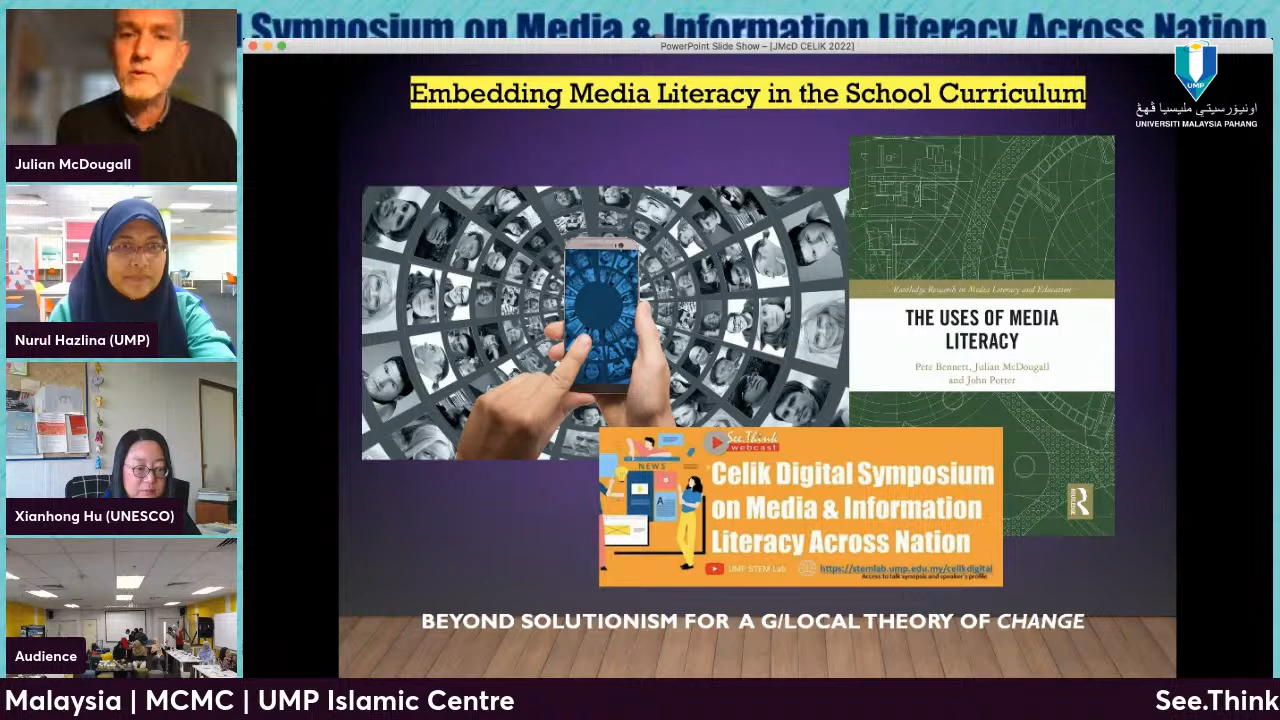 l Symposium on Media & Information Literacy Across Nation
PowerPoint Slide Show – [JMcD CELIK 2022]
Embedding Media Literacy in the School Curriculum
UMP
اونيۏرسيتي مليسيا ڤهڠ
UNIVERSITI MALAYSIA PAHANG
Julian McDougall
Nurul Hazlina (UMP)
Xianhong Hu (UNESCO)
Audience
Routledge Research in Media Literacy and Education
THE USES OF MEDIA
LITERACY
Pete Bennett, Julian McDougall
and John Potter
ROUTLEDGE
See.Think
webcast
NEWS
A
Celik Digital Symposium
on Media & Information
Literacy Across Nation
UMP STEM Lab
https://stemlab.ump.edu.my/celikdigital
Access to talk synopsis and speaker's profile
BEYOND SOLUTIONISM FOR A G/LOCAL THEORY OF CHANGE
Malaysia | MCMC | UMP Islamic Centre
See.Think